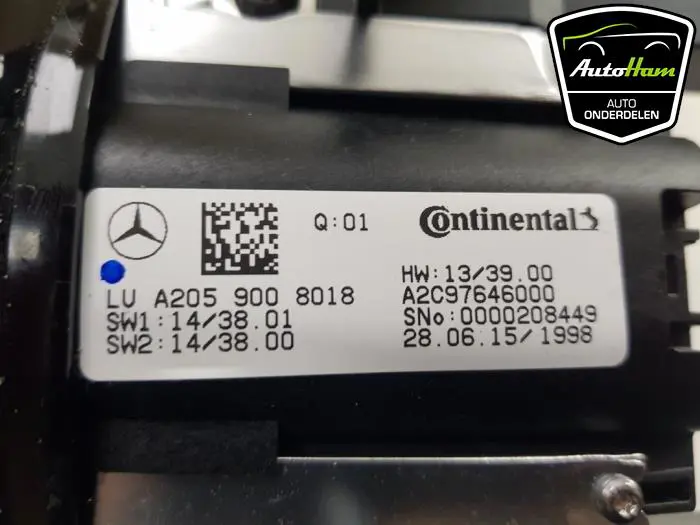 AutoHam
AUTO
ONDERDELEN
Q:01
Continental
HW:13/39.00
LU A205 900 8018
A2C97646000
SW1:14/38.01
SNo:0000208449
SW2:14/38.00
28.06.15/1998